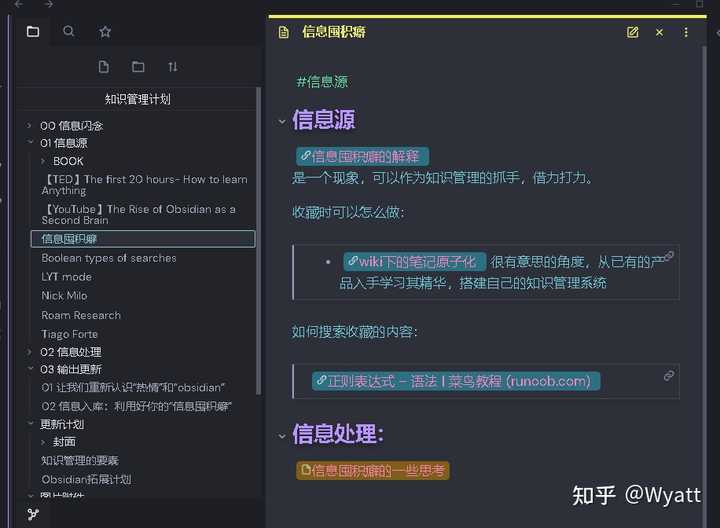 知识管理计划
00 信息闪念
01 信息源
BOOK
【TED】The first 20 hours- How to learn
Anything
【YouTube】The Rise of Obsidian as a
Second Brain
信息囤积癖
Boolean types of searches
LYT mode
Nick Milo
Roam Research
Tiago Forte
02 信息处理
03 输出更新
01 让我们重新认识“热情”和“obsidian”
02 信息入库：利用好你的“信息囤积癖”
更新计划
封面
知识管理的要素
Obsidian拓展计划
图片附件
信息囤积癖
#信息源
信息源
信息囤积癖的解释
是一个现象，可以作为知识管理的抓手，借力打力。
收藏时可以怎么做：
wiki下的笔记原子化 很有意思的角度，从已有的产
品入手学习其精华，搭建自己的知识管理系统
如何搜索收藏的内容：
正则表达式 - 语法 | 菜鸟教程 (runoob.com)
信息处理：
信息囤积癖的一些思考
知乎 @Wyatt